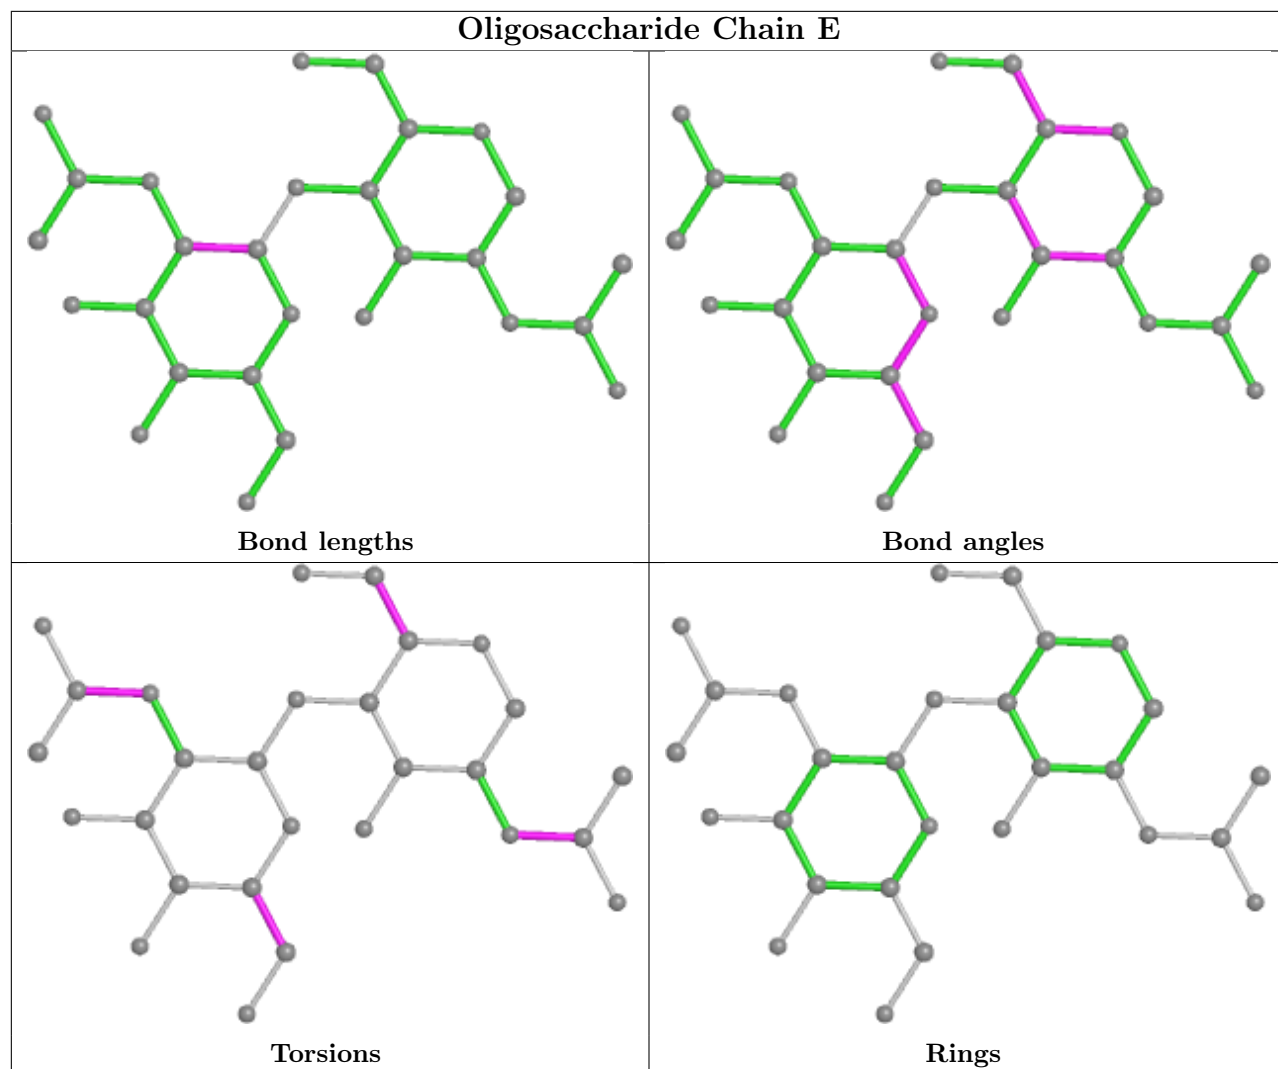 Oligosaccharide Chain E
Bond lengths
Bond angles
Torsions
Rings